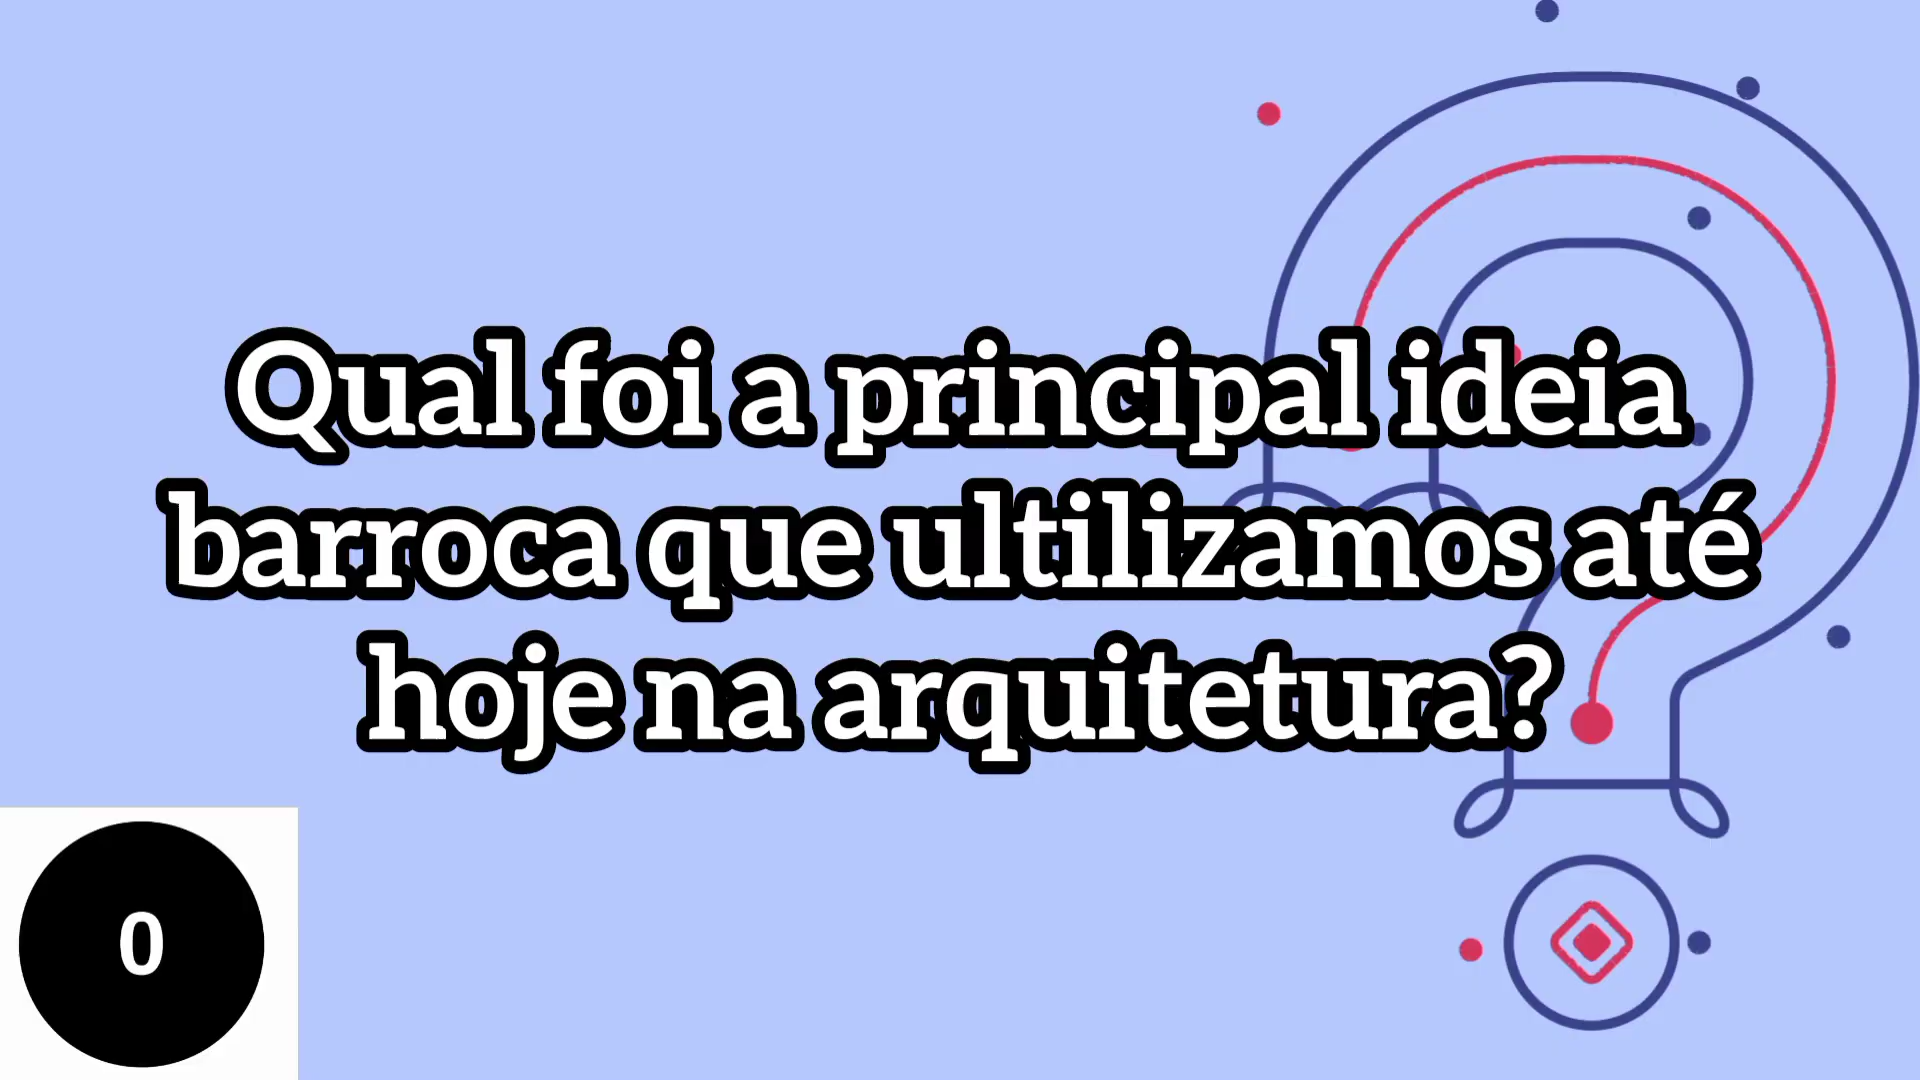 Qual foi a principal ideia
barroca que ultilizamos até
hoje na arquitetura?
0